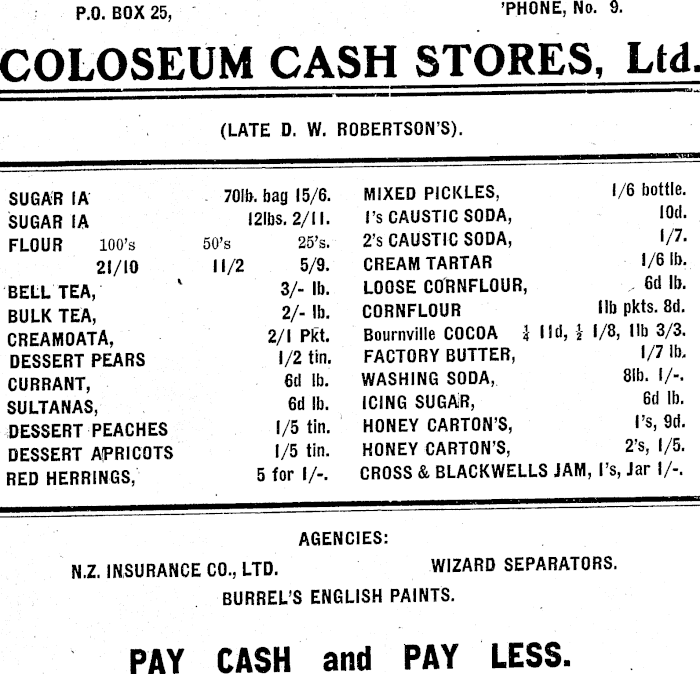 P.O. BOX 25,
'PHONE, No. 9.
COLOSEUM CASH STORES, Ltd.
(LATE D. W. ROBERTSON'S).
SUGAR IA 70lb. bag 15/6.
SUGAR IA 12lbs. 2/11.
FLOUR 100's 50's 25's.
21/10 11/2 5/9.
BELL TEA, 3/- lb.
BULK TEA, 2/- lb.
CREAMOATA, 2/1 Pkt.
DESSERT PEARS 1/2 tin.
CURRANT, 6d lb.
SULTANAS, 6d lb.
DESSERT PEACHES 1/5 tin.
DESSERT APRICOTS 1/5 tin.
RED HERRINGS, 5 for 1/-.
MIXED PICKLES, 1/6 bottle.
1's CAUSTIC SODA, 10d.
2's CAUSTIC SODA, 1/7.
CREAM TARTAR 1/6 lb.
LOOSE CORNFLOUR, 6d lb.
CORNFLOUR 1lb pkts. 8d.
Bournville COCOA ¼ 11d, ½ 1/8, 1lb 3/3.
FACTORY BUTTER, 1/7 lb.
WASHING SODA, 8lb. 1/-.
ICING SUGAR, 6d lb.
HONEY CARTON'S, 1's, 9d.
HONEY CARTON'S, 2's, 1/5.
CROSS & BLACKWELLS JAM, 1's, Jar 1/-.
AGENCIES:
N.Z. INSURANCE CO., LTD.
WIZARD SEPARATORS.
BURREL'S ENGLISH PAINTS.
PAY CASH and PAY LESS.